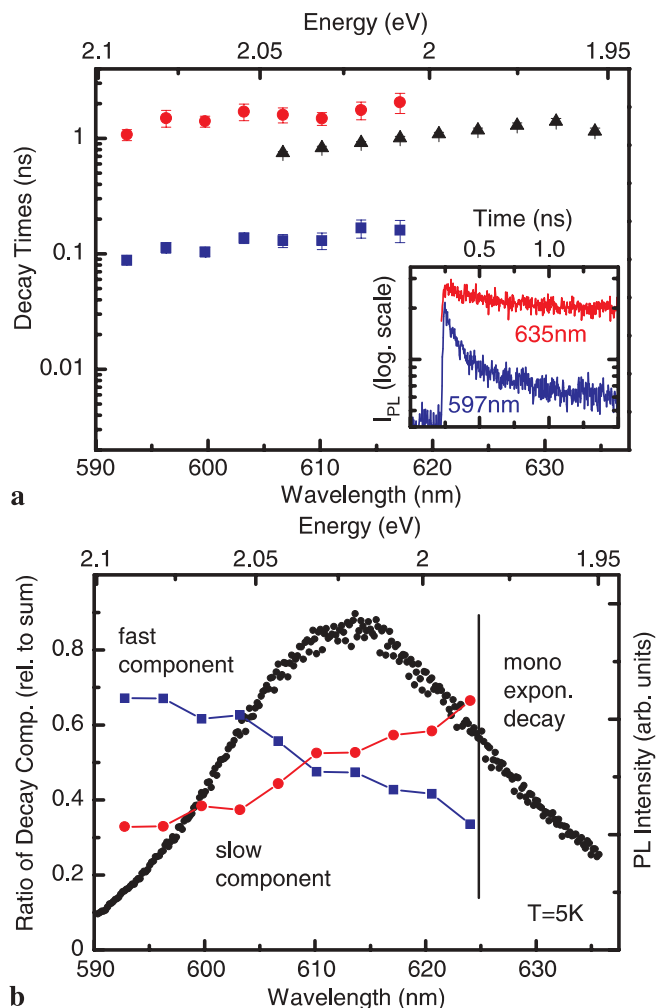 Energy (eV)
2.1 2.05 2 1.95
Decay Times (ns)
1
0.1
0.01
Time (ns)
0.5 1.0
I_PL (log. scale)
635nm
597nm
590 600 610 620 630
Wavelength (nm)
a
Energy (eV)
2.1 2.05 2 1.95
Ratio of Decay Comp. (rel. to sum)
0.8
0.6
0.4
0.2
0
fast
component
mono
expon.
decay
slow
component
T=5K
PL Intensity (arb. units)
590 600 610 620 630
Wavelength (nm)
b